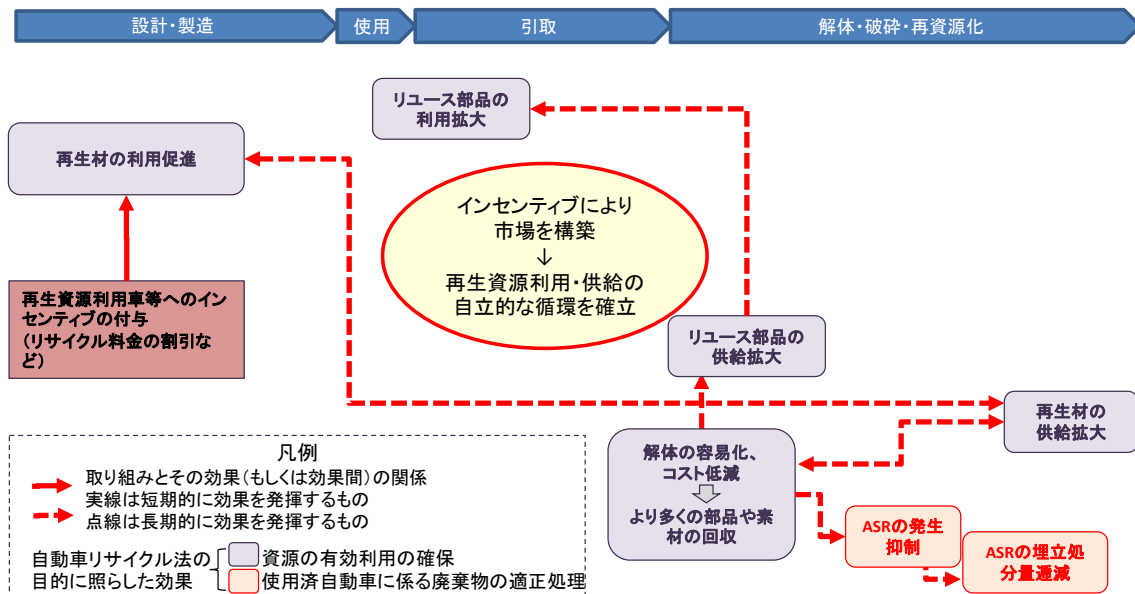 設計・製造
使用
引取
解体・破砕・再資源化
リユース部品の
利用拡大
再生材の利用促進
インセンティブにより
市場を構築
↓
再生資源利用・供給の
自立的な循環を確立
再生資源利用車等へのイン
センティブの付与
(リサイクル料金の割引な
ど)
リユース部品の
供給拡大
再生材の
供給拡大
解体の容易化、
コスト低減
より多くの部品や素
材の回収
ASRの発生
抑制
ASRの埋立処
分量逓減
凡例
取り組みとその効果(もしくは効果間)の関係
実線は短期的に効果を発揮するもの
点線は長期的に効果を発揮するもの
自動車リサイクル法の
目的に照らした効果
資源の有効利用の確保
使用済自動車に係る廃棄物の適正処理